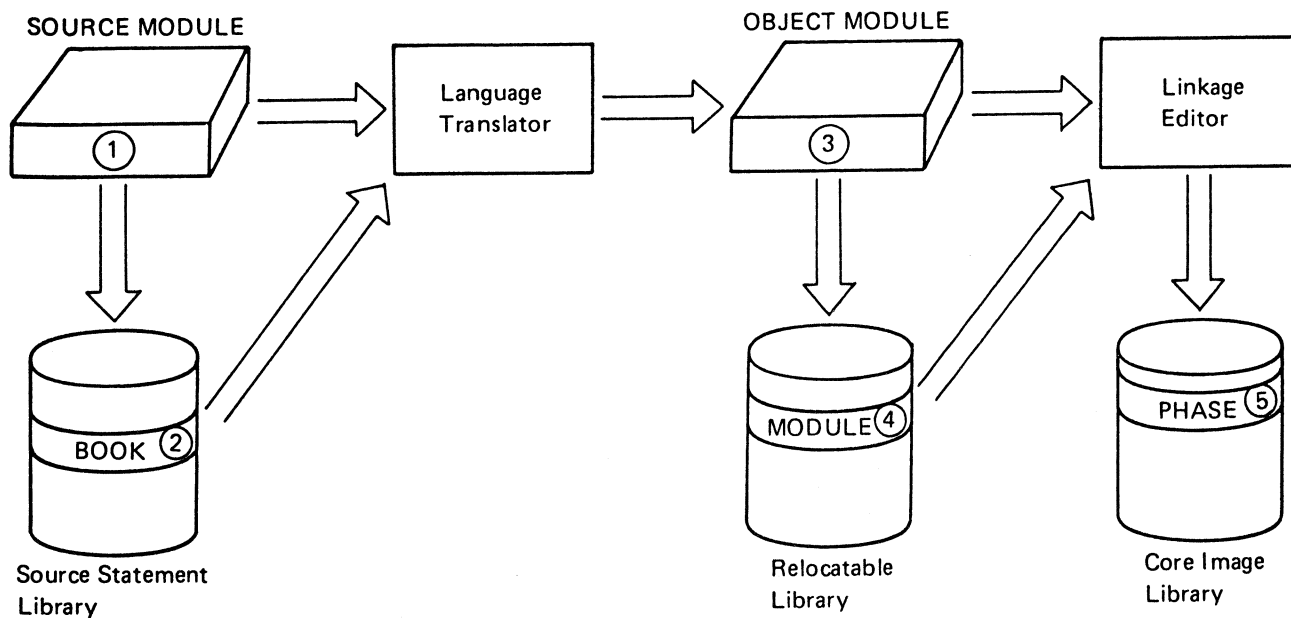 SOURCE MODULE
OBJECT MODULE
Language
Translator
Linkage
Editor
1
3
BOOK 2
MODULE 4
PHASE 5
Source Statement
Library
Relocatable
Library
Core Image
Library